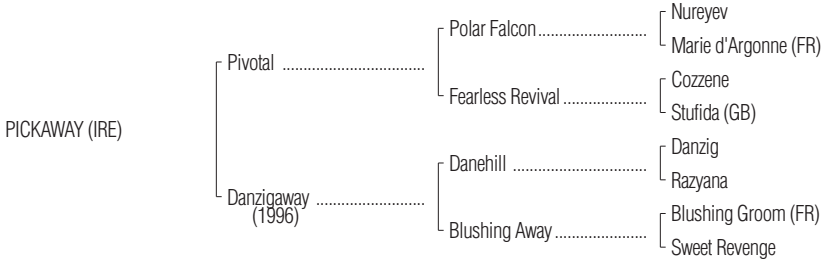 Nureyev
Polar Falcon
Marie d'Argonne (FR)
Pivotal
Cozzene
Fearless Revival
Stufida (GB)
PICKAWAY (IRE)
Danzig
Danehill
Razyana
Danzigaway
(1996)
Blushing Groom (FR)
Blushing Away
Sweet Revenge